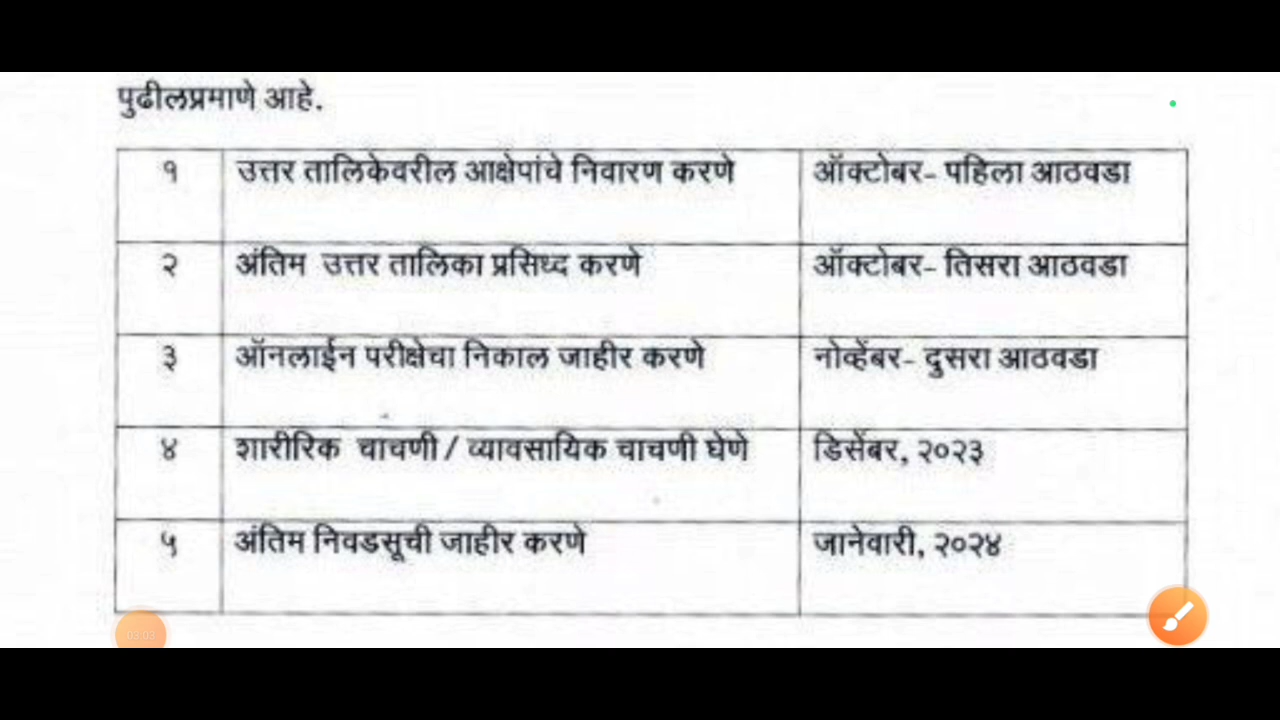 पुढीलप्रमाणे आहे.
१ उत्तर तालिकेवरील आक्षेपांचे निवारण करणे ऑक्टोबर- पहिला आठवडा
२ अंतिम उत्तर तालिका प्रसिध्द करणे ऑक्टोबर- तिसरा आठवडा
३ ऑनलाईन परीक्षेचा निकाल जाहीर करणे नोव्हेंबर- दुसरा आठवडा
४ शारीरिक चाचणी / व्यावसायिक चाचणी घेणे डिसेंबर, २०२३
५ अंतिम निवडसूची जाहीर करणे जानेवारी, २०२४
03:03